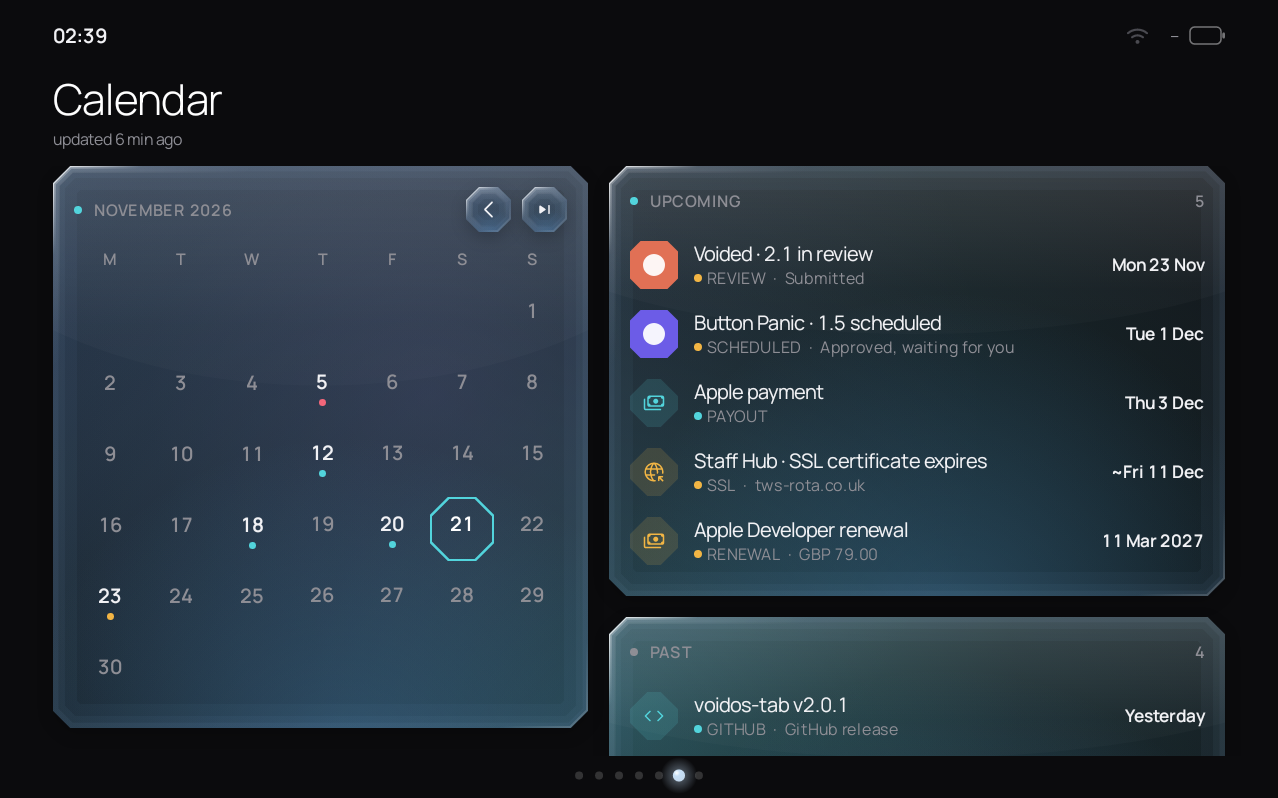 02:39
–
Calendar
updated 6 min ago
NOVEMBER 2026
M T W T F S S
1
2 3 4 5 6 7 8
9 10 11 12 13 14 15
16 17 18 19 20 21 22
23 24 25 26 27 28 29
30
UPCOMING 5
Voided · 2.1 in review
REVIEW · Submitted
Mon 23 Nov
Button Panic · 1.5 scheduled
SCHEDULED · Approved, waiting for you
Tue 1 Dec
Apple payment
PAYOUT
Thu 3 Dec
Staff Hub · SSL certificate expires
SSL · tws-rota.co.uk
~Fri 11 Dec
Apple Developer renewal
RENEWAL · GBP 79.00
11 Mar 2027
PAST 4
voidos-tab v2.0.1
GITHUB · GitHub release
Yesterday